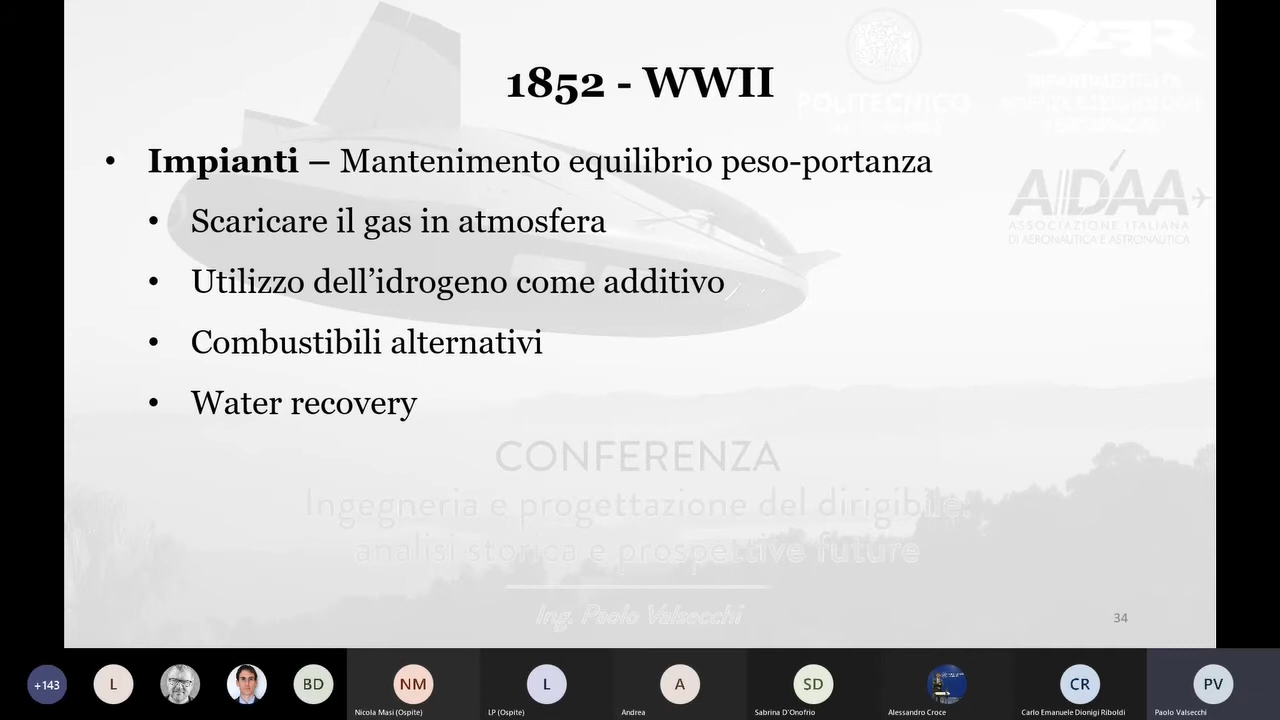 1852 - WWII
POLITECNICO
• Impianti – Mantenimento equilibrio peso-portanza
AIDAA
ASSOCIAZIONE ITALIANA
DI AERONAUTICA E ASTRONAUTICA
• Scaricare il gas in atmosfera
• Utilizzo dell’idrogeno come additivo
• Combustibili alternativi
• Water recovery
CONFERENZA
Ingegneria e progettazione del dirigibile:
analisi storica e prospettive future
Ing. Paolo Valsecchi
34
+143
L
BD
NM
L
A
SD
CR
PV
Nicola Masi (Ospite)
LP (Ospite)
Andrea
Sabrina D'Onofrio
Alessandro Croce
Carlo Emanuele Dionigi Riboldi
Paolo Valsecchi